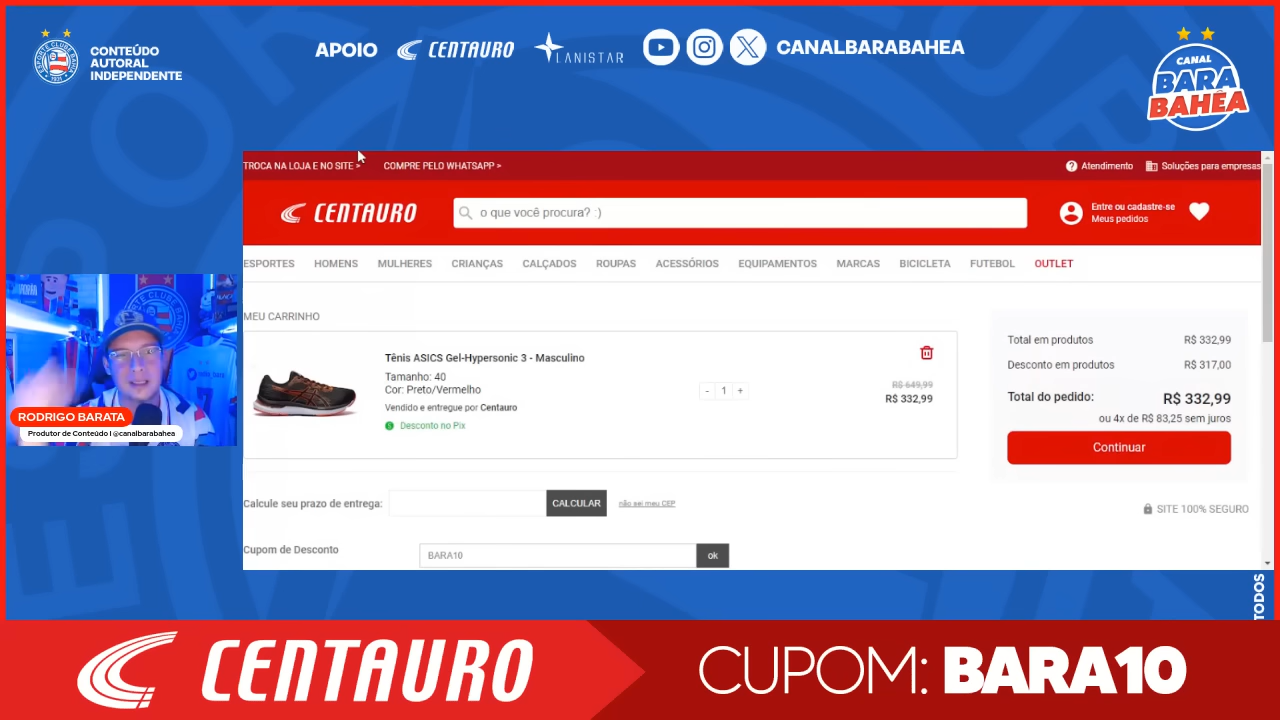 CONTEÚDO
AUTORAL
INDEPENDENTE
APOIO
CENTAURO
LANISTAR
CANALBARABAHEA
CANAL
BARA
BAHÊA
TROCA NA LOJA E NO SITE >
COMPRE PELO WHATSAPP >
Atendimento
Soluções para empresas
CENTAURO
o que você procura? :)
Entre ou cadastre-se
Meus pedidos
ESPORTES HOMENS MULHERES CRIANÇAS CALÇADOS ROUPAS ACESSÓRIOS EQUIPAMENTOS MARCAS BICICLETA FUTEBOL OUTLET
MEU CARRINHO
Tênis ASICS Gel-Hypersonic 3 - Masculino
Tamanho: 40
Cor: Preto/Vermelho
Vendido e entregue por Centauro
Desconto no Pix
- 1 +
R$ 649,99
R$ 332,99
Total em produtos R$ 332,99
Desconto em produtos R$ 317,00
Total do pedido: R$ 332,99
ou 4x de R$ 83,25 sem juros
Continuar
Calcule seu prazo de entrega:
CALCULAR
não sei meu CEP
SITE 100% SEGURO
Cupom de Desconto
BARA10
ok
RODRIGO BARATA
Produtor de Conteúdo I @canalbarabahea
TODOS
CENTAURO
CUPOM: BARA10